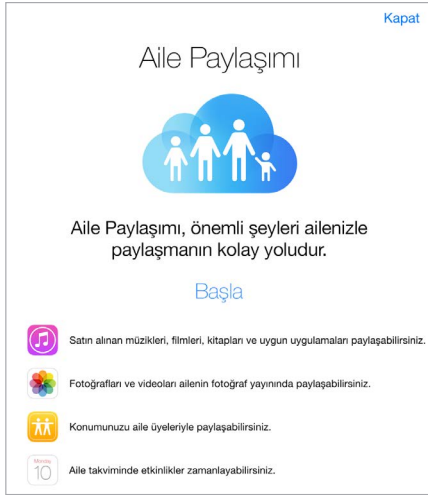 Kapat
Aile Paylaşımı
Aile Paylaşımı, önemli şeyleri ailenizle
paylaşmanın kolay yoludur.
Başla
Satın alınan müzikleri, filmleri, kitapları ve uygun uygulamaları paylaşabilirsiniz.
Fotoğrafları ve videoları ailenin fotoğraf yayınında paylaşabilirsiniz.
Konumunuzu aile üyeleriyle paylaşabilirsiniz.
Monday
10
Aile takviminde etkinlikler zamanlayabilirsiniz.